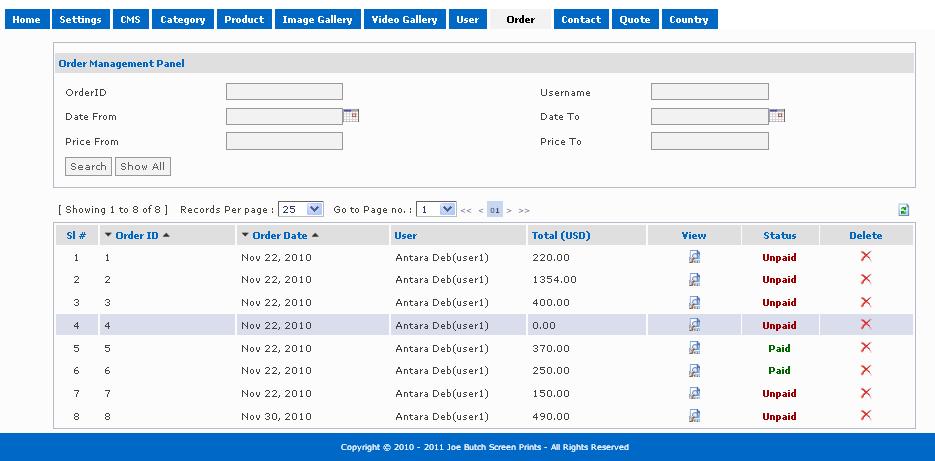 Home Settings CMS Category Product Image Gallery Video Gallery User Order Contact Quote Country
Order Management Panel
OrderID Username
Date From Date To
Price From Price To
Search Show All
[ Showing 1 to 8 of 8 ] Records Per page : 25 Go to Page no. : 1 << < 01 > >>
Sl # Order ID Order Date User Total (USD) View Status Delete
1 1 Nov 22, 2010 Antara Deb(user1) 220.00 Unpaid
2 2 Nov 22, 2010 Antara Deb(user1) 1354.00 Unpaid
3 3 Nov 22, 2010 Antara Deb(user1) 400.00 Unpaid
4 4 Nov 22, 2010 Antara Deb(user1) 0.00 Unpaid
5 5 Nov 22, 2010 Antara Deb(user1) 370.00 Paid
6 6 Nov 22, 2010 Antara Deb(user1) 250.00 Paid
7 7 Nov 22, 2010 Antara Deb(user1) 150.00 Unpaid
8 8 Nov 30, 2010 Antara Deb(user1) 490.00 Unpaid
Copyright © 2010 - 2011 Joe Butch Screen Prints - All Rights Reserved